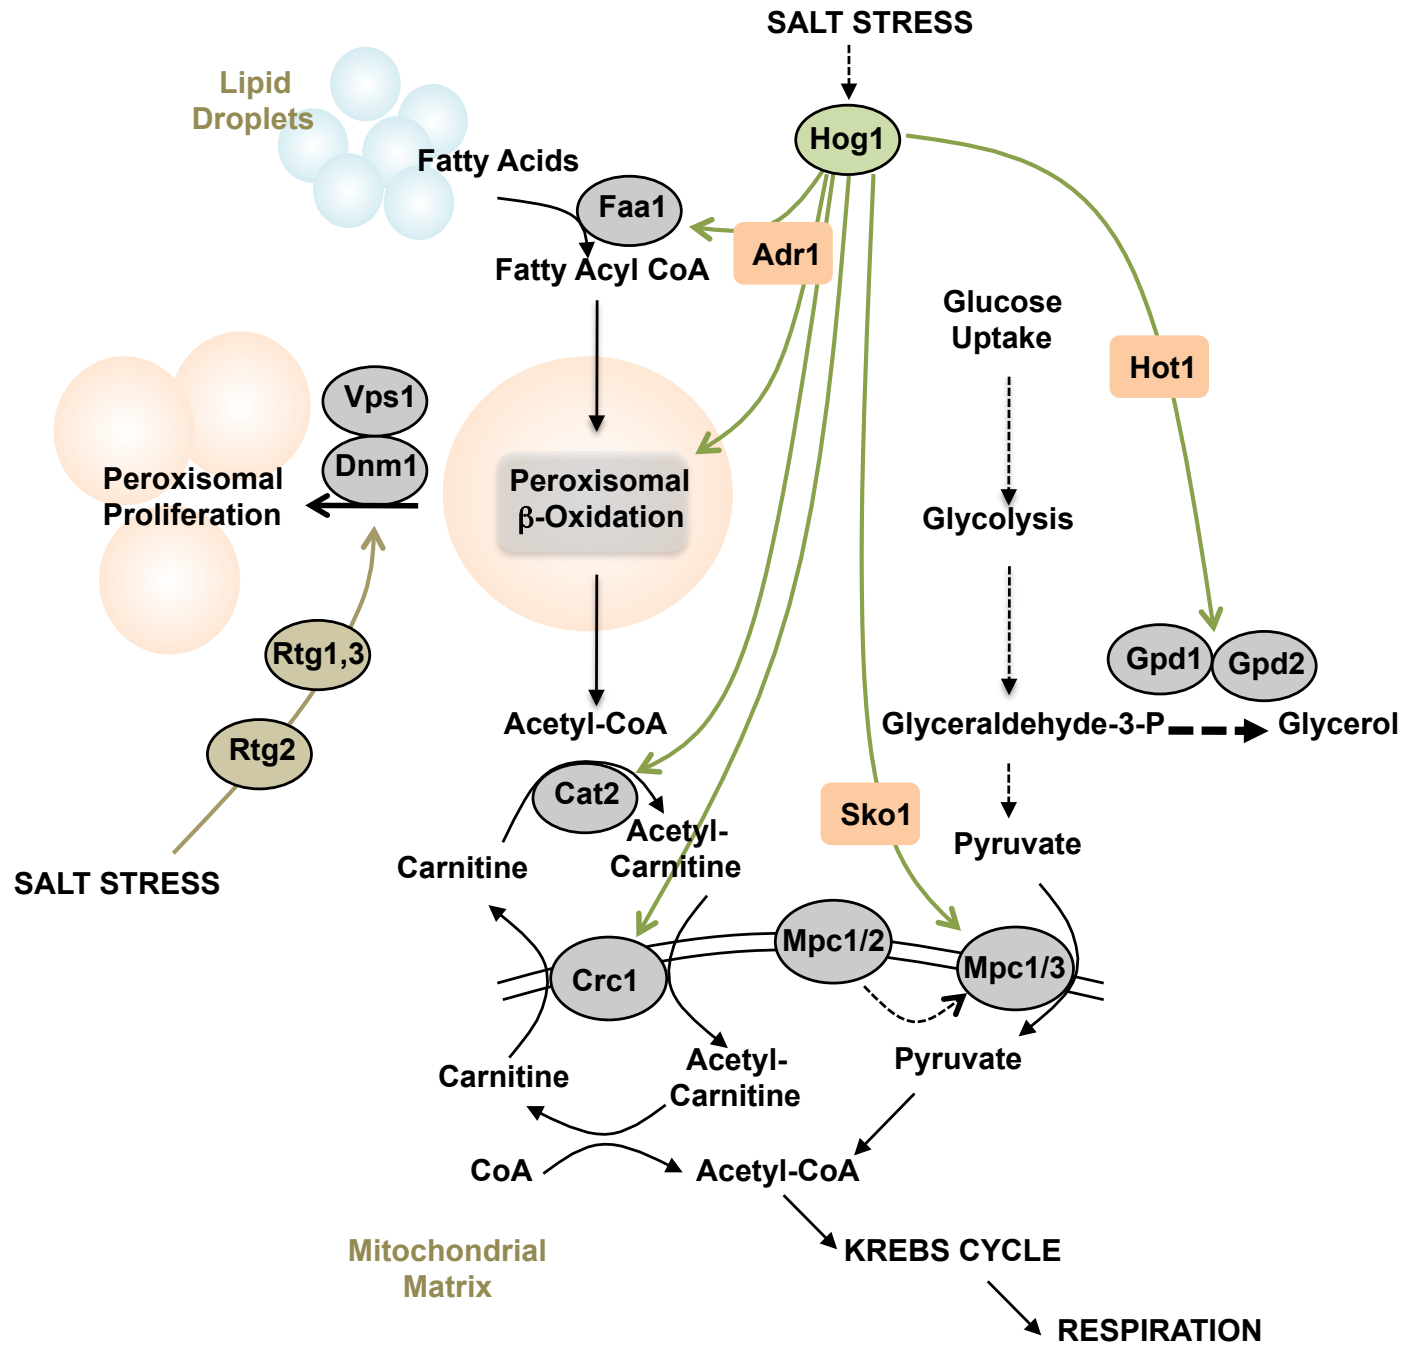 SALT STRESS
Lipid
Droplets
Hog1
Fatty Acids
Faa1
Adr1
Fatty Acyl CoA
Glucose
Uptake
Hot1
Vps1
Dnm1
Peroxisomal
Proliferation
Peroxisomal
β-Oxidation
Glycolysis
Rtg1,3
Gpd1
Gpd2
Rtg2
Acetyl-CoA
Glyceraldehyde-3-P
Glycerol
Cat2
Sko1
Acetyl-
Carnitine
Carnitine
Pyruvate
SALT STRESS
Mpc1/2
Mpc1/3
Crc1
Carnitine
Acetyl-
Carnitine
Pyruvate
CoA
Acetyl-CoA
Mitochondrial
Matrix
KREBS CYCLE
RESPIRATION